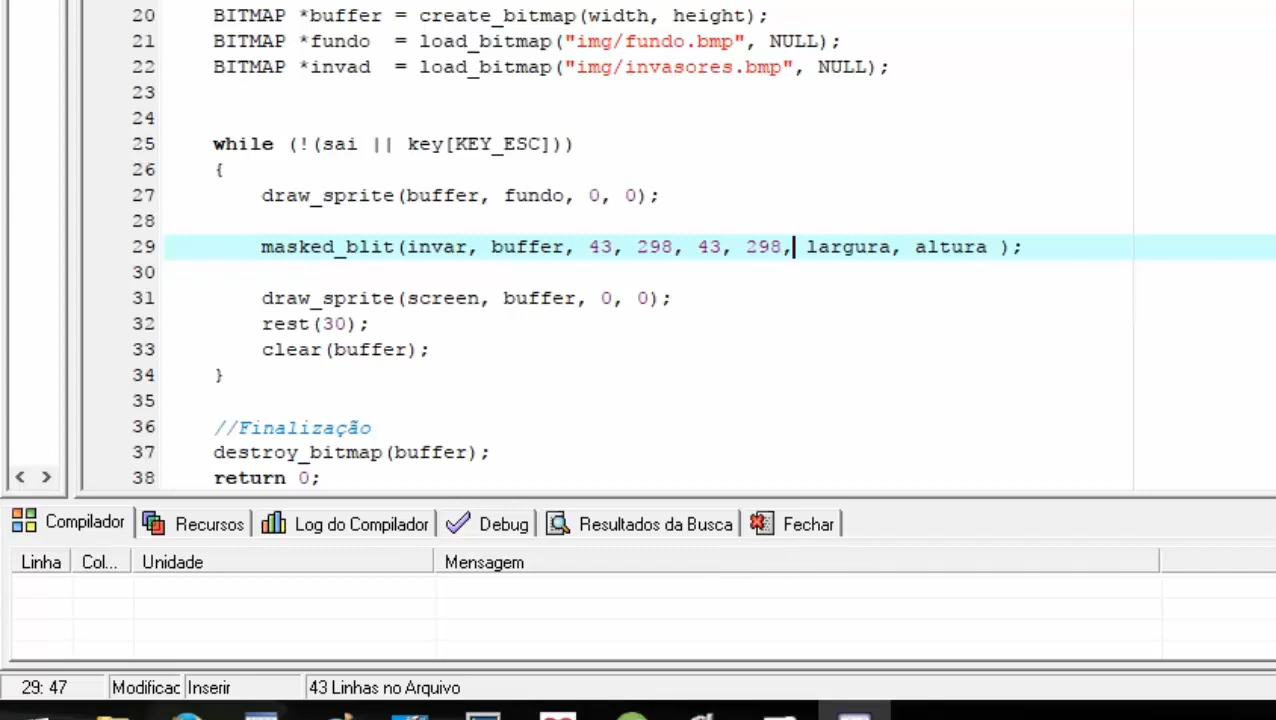 20 BITMAP *buffer = create_bitmap(width, height);
21 BITMAP *fundo  = load_bitmap("img/fundo.bmp", NULL);
22 BITMAP *invad  = load_bitmap("img/invasores.bmp", NULL);
23
24
25 while (!(sai || key[KEY_ESC]))
26 {
27 draw_sprite(buffer, fundo, 0, 0);
28
29 masked_blit(invar, buffer, 43, 298, 43, 298, largura, altura );
30
31 draw_sprite(screen, buffer, 0, 0);
32 rest(30);
33 clear(buffer);
34 }
35
36 //Finalização
37 destroy_bitmap(buffer);
38 return 0;
Compilador Recursos Log do Compilador Debug Resultados da Busca Fechar
Linha Col... Unidade Mensagem
29: 47 Modificac Inserir 43 Linhas no Arquivo